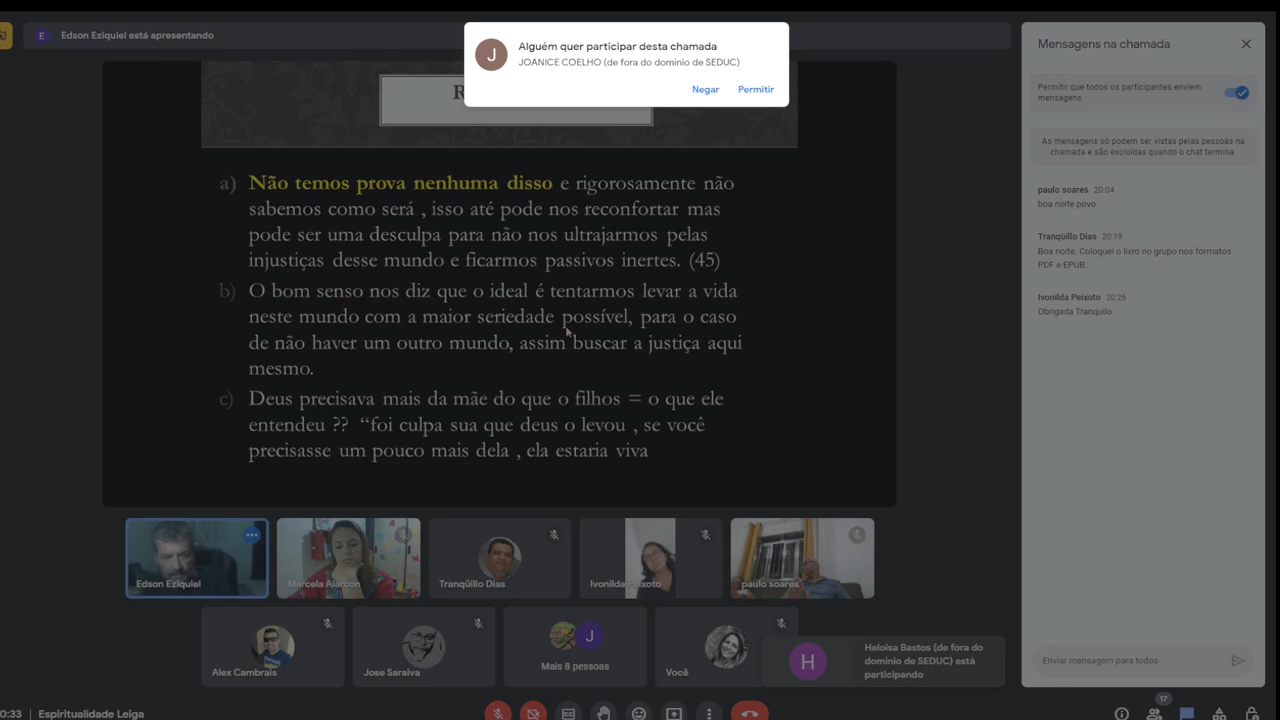 E Edson Eziquiel está apresentando
J
Alguém quer participar desta chamada
JOANICE COELHO (de fora do domínio de SEDUC)
Negar Permitir
R
a) Não temos prova nenhuma disso e rigorosamente não
sabemos como será , isso até pode nos reconfortar mas
pode ser uma desculpa para não nos ultrajarmos pelas
injustiças desse mundo e ficarmos passivos inertes. (45)
b) O bom senso nos diz que o ideal é tentarmos levar a vida
neste mundo com a maior seriedade possível, para o caso
de não haver um outro mundo, assim buscar a justiça aqui
mesmo.
c) Deus precisava mais da mãe do que o filhos = o que ele
entendeu ?? “foi culpa sua que deus o levou , se você
precisasse um pouco mais dela , ela estaria viva
Edson Eziquiel
Marcela Alarcon
Tranqüillo Dias
Ivonilda Peixoto
paulo soares
Alex Cambrais
Jose Saraiva
J
Mais 8 pessoas
Você
H
Heloisa Bastos (de fora do
domínio de SEDUC) está
participando
0:33 | Espiritualidade Leiga
Mensagens na chamada
Permitir que todos os participantes enviem
mensagens
As mensagens só podem ser vistas pelas pessoas na
chamada e são excluídas quando o chat termina.
paulo soares 20:04
boa noite povo
Tranqüillo Dias 20:19
Boa noite. Coloquei o livro no grupo nos formatos
PDF e EPUB.
Ivonilda Peixoto 20:26
Obrigada Tranquilo
Enviar mensagem para todos
17